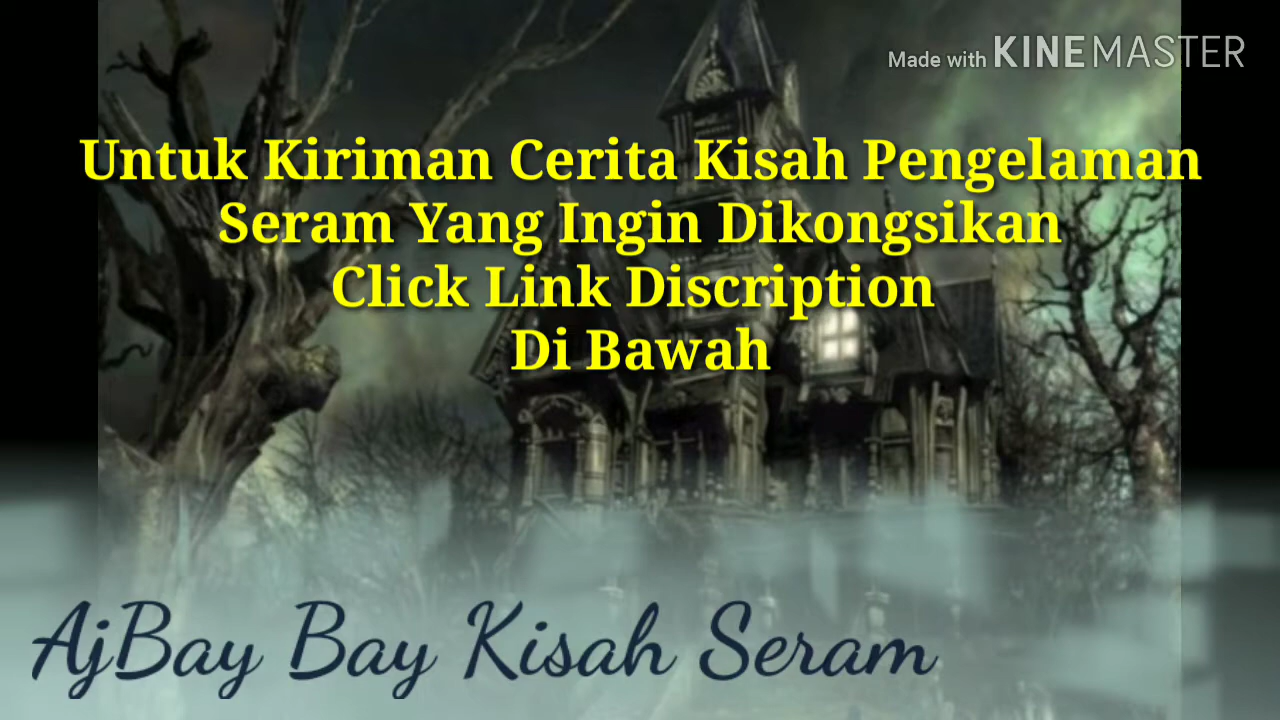 Made with KINEMASTER
Untuk Kiriman Cerita Kisah Pengelaman
Seram Yang Ingin Dikongsikan
Click Link Discription
Di Bawah
AjBay Bay Kisah Seram